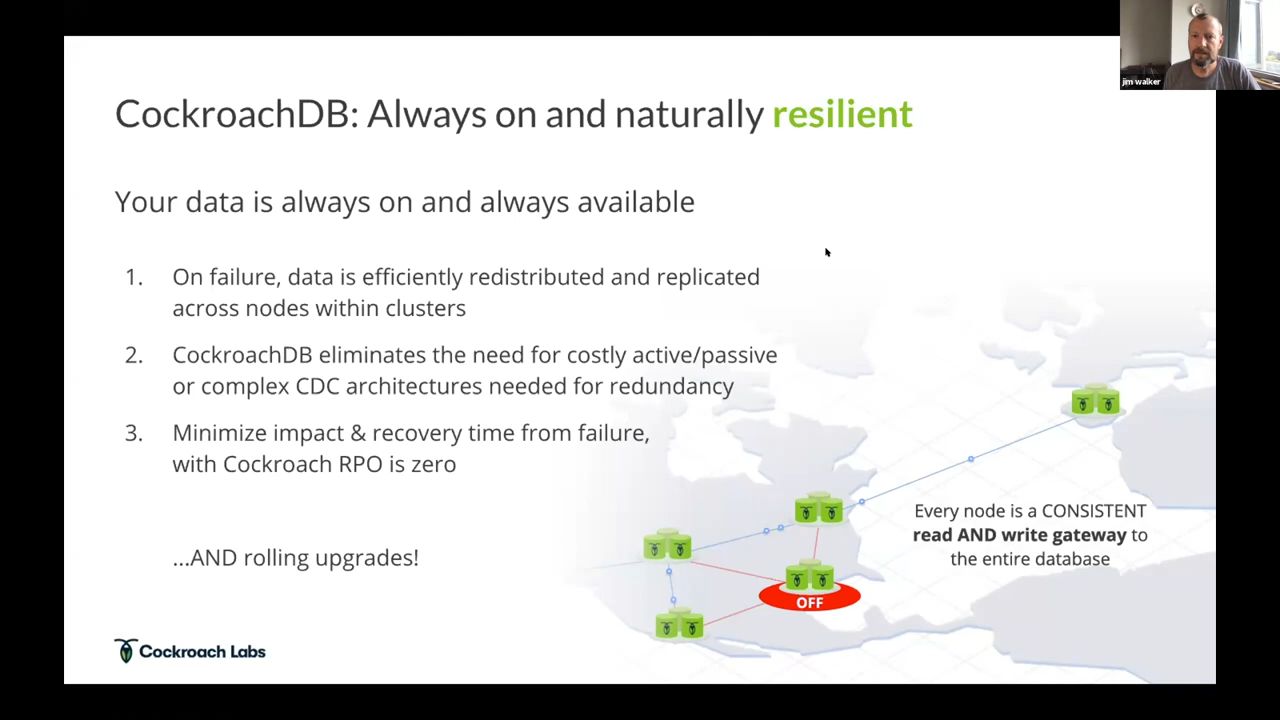 jim walker
CockroachDB: Always on and naturally resilient
Your data is always on and always available
1. On failure, data is efficiently redistributed and replicated
across nodes within clusters
2. CockroachDB eliminates the need for costly active/passive
or complex CDC architectures needed for redundancy
3. Minimize impact & recovery time from failure,
with Cockroach RPO is zero
...AND rolling upgrades!
Every node is a CONSISTENT
read AND write gateway to
the entire database
OFF
Cockroach Labs